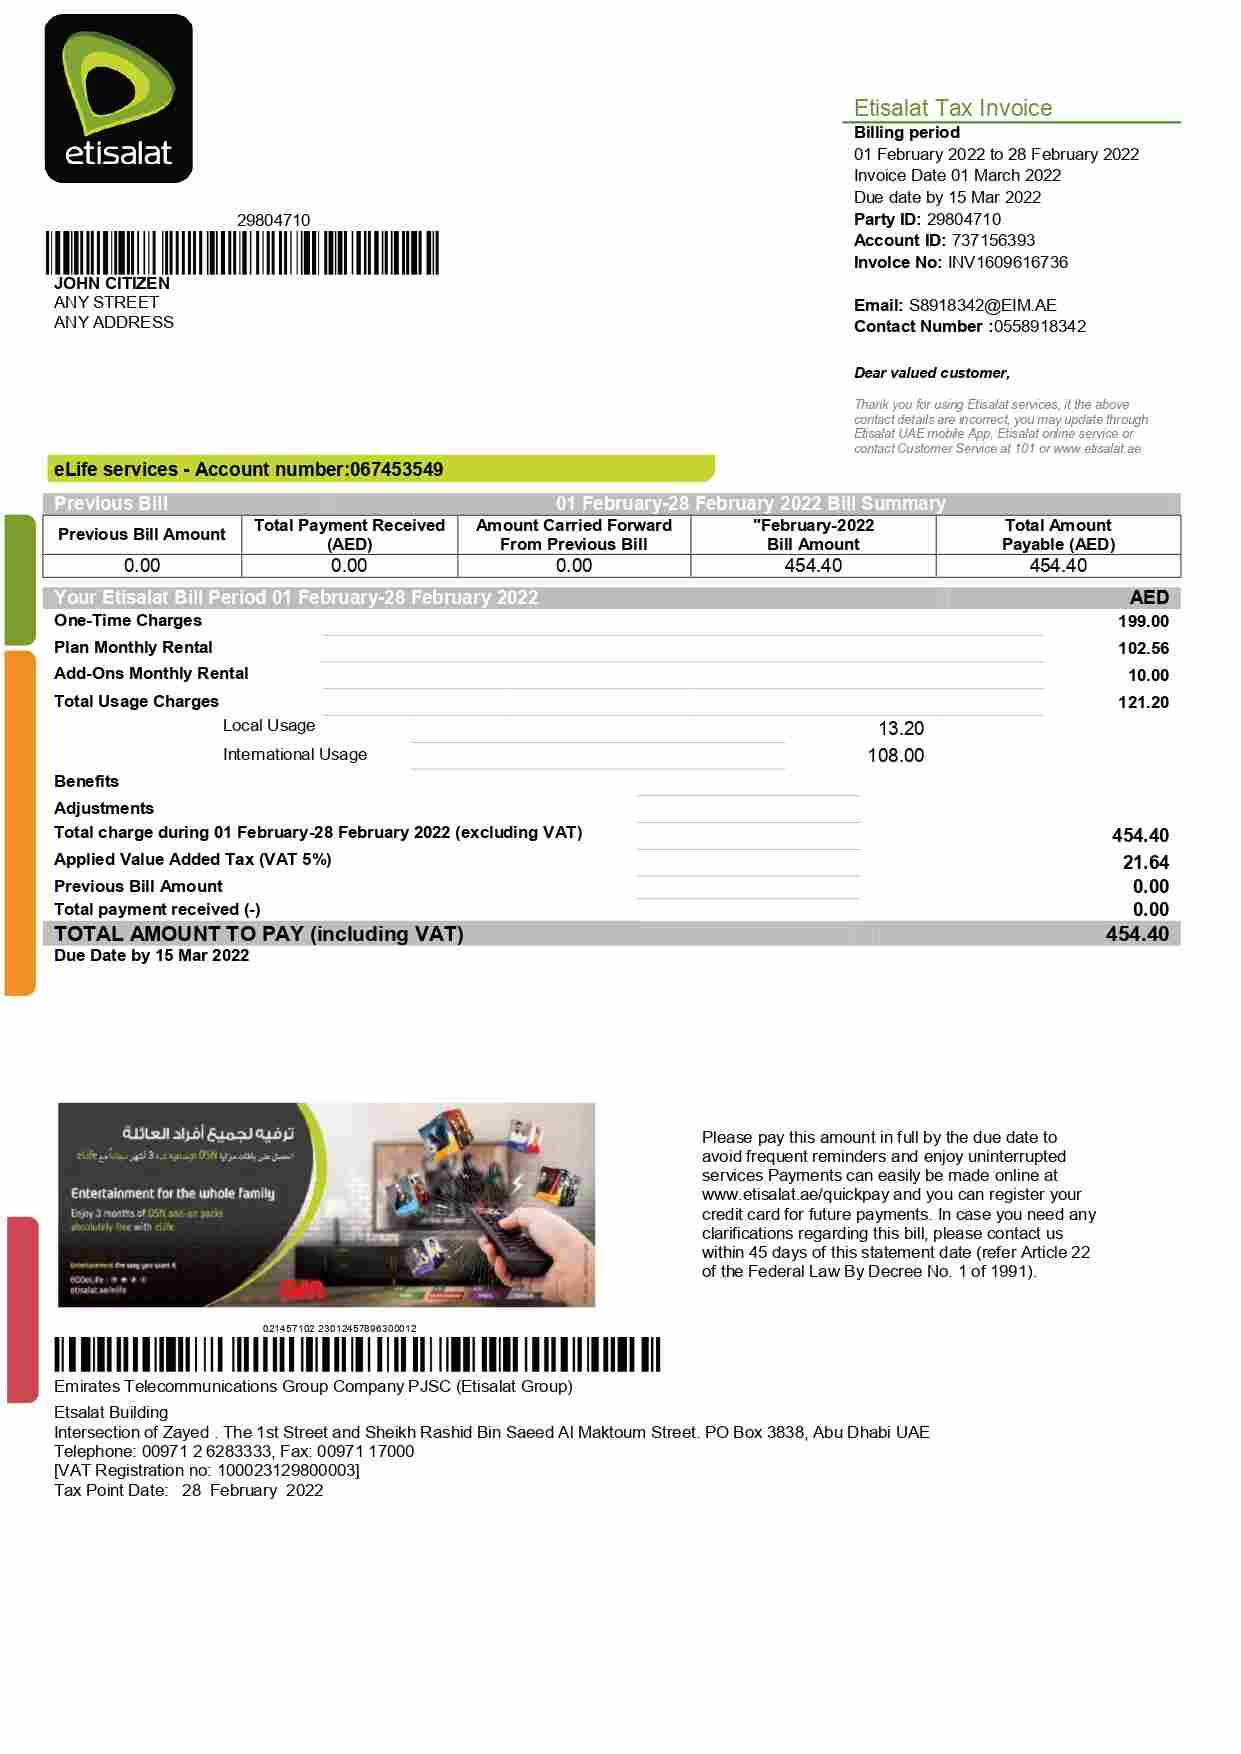 etisalat
Etisalat Tax Invoice
Billing period
01 February 2022 to 28 February 2022
Invoice Date 01 March 2022
Due date by 15 Mar 2022
Party ID: 29804710
Account ID: 737156393
Invoice No: INV1609616736
Email: S8918342@EIM.AE
Contact Number :0558918342
29804710
JOHN CITIZEN
ANY STREET
ANY ADDRESS
Dear valued customer,
Thank you for using Etisalat services, it the above
contact details are incorrect, you may update through
Etisalat UAE mobile App, Etisalat online service or
contact Customer Service at 101 or www.etisalat.ae
eLife services - Account number:067453549
Previous Bill 01 February-28 February 2022 Bill Summary
Previous Bill Amount Total Payment Received (AED) Amount Carried Forward From Previous Bill "February-2022 Bill Amount Total Amount Payable (AED)
0.00 0.00 0.00 454.40 454.40
Your Etisalat Bill Period 01 February-28 February 2022 AED
One-Time Charges 199.00
Plan Monthly Rental 102.56
Add-Ons Monthly Rental 10.00
Total Usage Charges 121.20
Local Usage 13.20
International Usage 108.00
Benefits
Adjustments
Total charge during 01 February-28 February 2022 (excluding VAT) 454.40
Applied Value Added Tax (VAT 5%) 21.64
Previous Bill Amount 0.00
Total payment received (-) 0.00
TOTAL AMOUNT TO PAY (including VAT) 454.40
Due Date by 15 Mar 2022
ترفيه لجميع أفراد العائلة
Entertainment for the whole family
Enjoy 3 months of OSN add-on packs
absolutely free with eLife
Entertainment the way you want it
800eLife
etisalat.ae/elife
Please pay this amount in full by the due date to
avoid frequent reminders and enjoy uninterrupted
services Payments can easily be made online at
www.etisalat.ae/quickpay and you can register your
credit card for future payments. In case you need any
clarifications regarding this bill, please contact us
within 45 days of this statement date (refer Article 22
of the Federal Law By Decree No. 1 of 1991).
021457102 23012457896300012
Emirates Telecommunications Group Company PJSC (Etisalat Group)
Etsalat Building
Intersection of Zayed . The 1st Street and Sheikh Rashid Bin Saeed Al Maktoum Street. PO Box 3838, Abu Dhabi UAE
Telephone: 00971 2 6283333, Fax: 00971 17000
[VAT Registration no: 100023129800003]
Tax Point Date: 28 February 2022